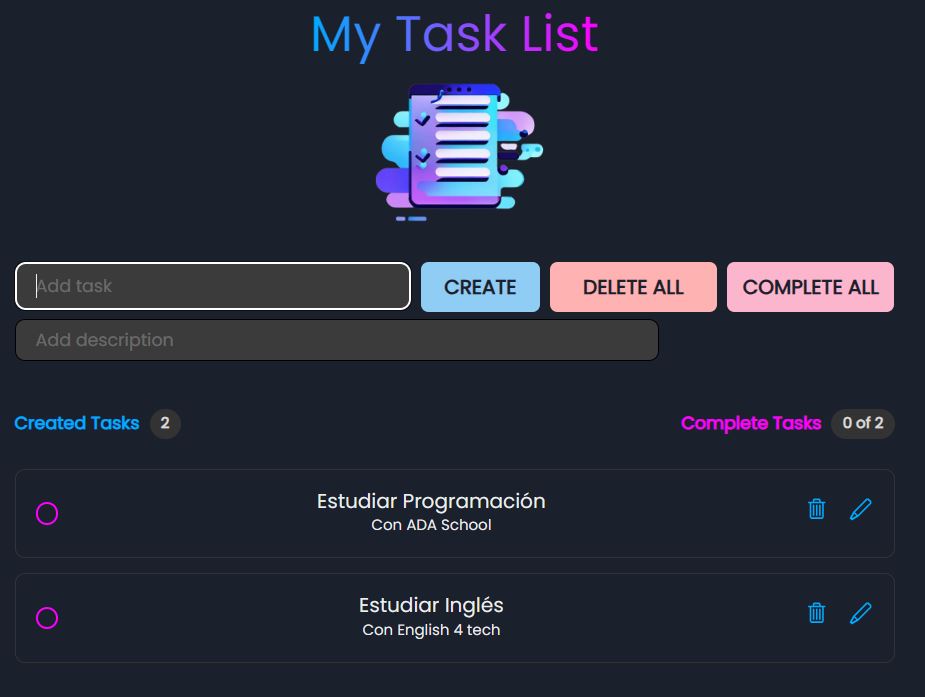 My Task List
Add task
CREATE
DELETE ALL
COMPLETE ALL
Add description
Created Tasks 2
Complete Tasks 0 of 2
Estudiar Programación
Con ADA School
Estudiar Inglés
Con English 4 tech